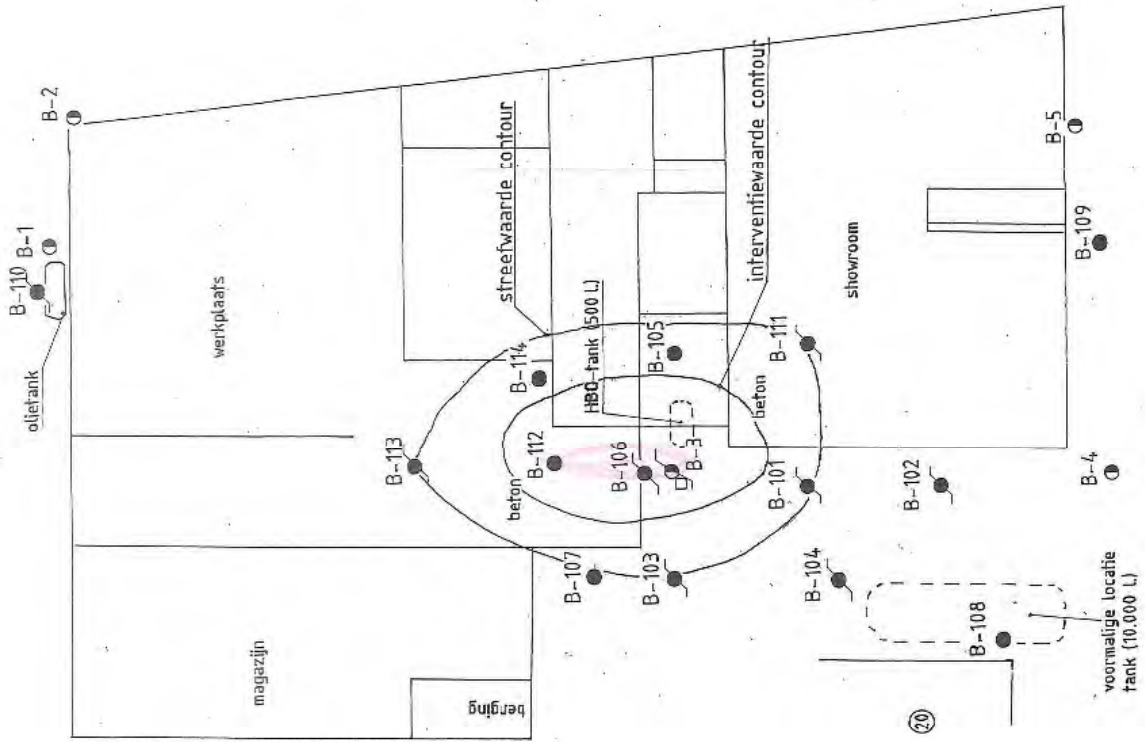 B-2
B-1
B-110
olietank
werkplaats
streefwaarde contour
interventiewaarde contour
B-5
B-109
showroom
B-114
HBO-tank (500 L)
B-105
B-111
beton
B-113
B-112
beton
B-106
B-3
B-101
B-102
B-4
B-107
B-103
B-104
B-108
magazijn
berging
20
voormalige locatie
tank (10.000 L)